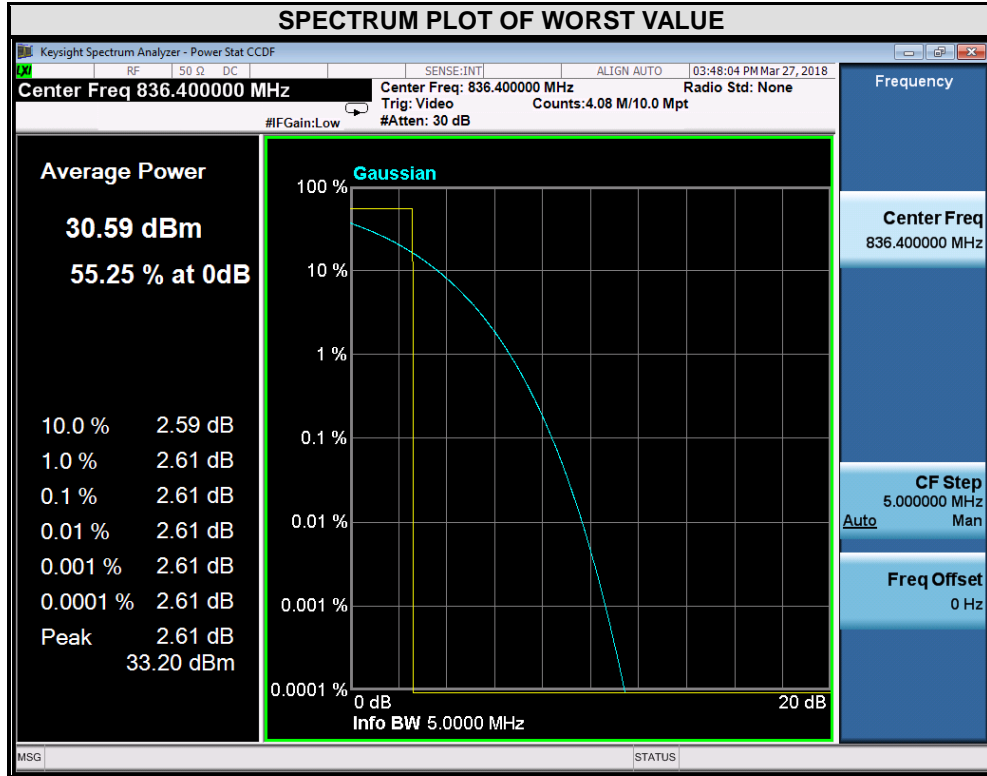 SPECTRUM PLOT OF WORST VALUE
Keysight Spectrum Analyzer - Power Stat CCDF
LXI RF 50 Ω DC SENSE:INT ALIGN AUTO 03:48:04 PM Mar 27, 2018
Center Freq 836.400000 MHz
Center Freq: 836.400000 MHz Radio Std: None
Trig: Video Counts:4.08 M/10.0 Mpt
#IFGain:Low #Atten: 30 dB
Average Power
30.59 dBm
55.25 % at 0dB
10.0 % 2.59 dB
1.0 % 2.61 dB
0.1 % 2.61 dB
0.01 % 2.61 dB
0.001 % 2.61 dB
0.0001 % 2.61 dB
Peak 2.61 dB
33.20 dBm
Gaussian
100 %
10 %
1 %
0.1 %
0.01 %
0.001 %
0.0001 %
0 dB 20 dB
Info BW 5.0000 MHz
Frequency
Center Freq
836.400000 MHz
CF Step
5.000000 MHz
Auto Man
Freq Offset
0 Hz
MSG STATUS